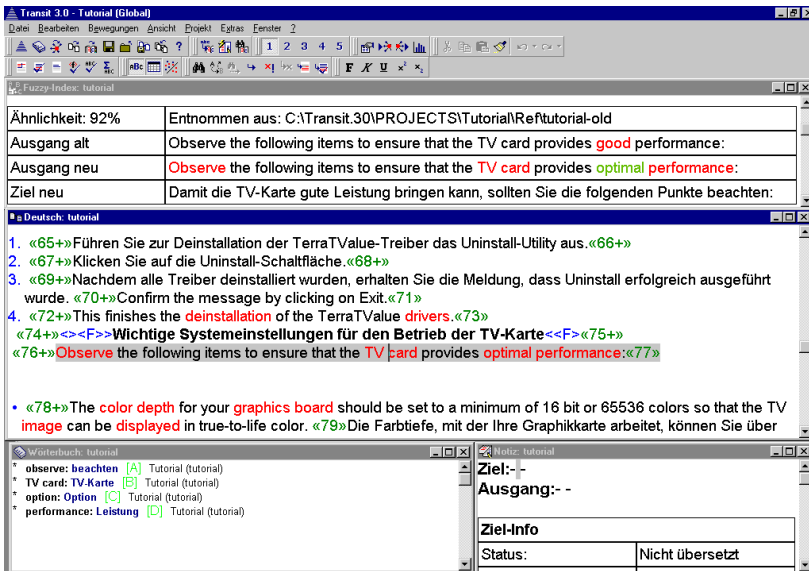 Transit 3.0 - Tutorial (Global)
Datei Bearbeiten Bewegungen Ansicht Projekt Extras Fenster ?
? 1 2 3 4 5
ABC F K U x² x₂
Fuzzy-Index: tutorial
Ähnlichkeit: 92% Entnommen aus: C:\Transit.30\PROJECTS\Tutorial\Ref\tutorial-old
Ausgang alt Observe the following items to ensure that the TV card provides good performance:
Ausgang neu Observe the following items to ensure that the TV card provides optimal performance:
Ziel neu Damit die TV-Karte gute Leistung bringen kann, sollten Sie die folgenden Punkte beachten:
Deutsch: tutorial
1. «65+»Führen Sie zur Deinstallation der TerraTValue-Treiber das Uninstall-Utility aus.«66+»
2. «67+»Klicken Sie auf die Uninstall-Schaltfläche.«68+»
3. «69+»Nachdem alle Treiber deinstalliert wurden, erhalten Sie die Meldung, dass Uninstall erfolgreich ausgeführt
wurde. «70+»Confirm the message by clicking on Exit.«71»
4. «72+»This finishes the deinstallation of the TerraTValue drivers.«73»
«74+»<><F>>Wichtige Systemeinstellungen für den Betrieb der TV-Karte<<F>«75+»
«76+»Observe the following items to ensure that the TV card provides optimal performance:«77»
• «78+»The color depth for your graphics board should be set to a minimum of 16 bit or 65536 colors so that the TV
image can be displayed in true-to-life color. «79»Die Farbtiefe, mit der Ihre Graphikkarte arbeitet, können Sie über
Wörterbuch: tutorial
* observe: beachten [A] Tutorial (tutorial)
* TV card: TV-Karte [B] Tutorial (tutorial)
* option: Option [C] Tutorial (tutorial)
* performance: Leistung [D] Tutorial (tutorial)
Notiz: tutorial
Ziel:- -
Ausgang:- -
Ziel-Info
Status: Nicht übersetzt